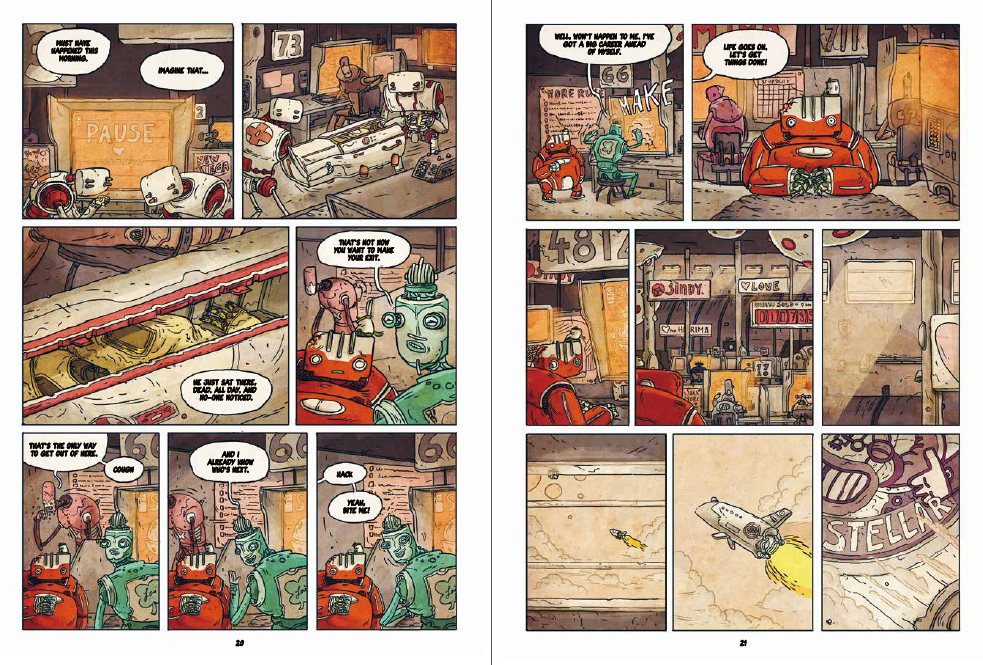 MUST HAVE
HAPPENED THIS
MORNING.
IMAGINE THAT...
PAUSE
NEW
73
THAT'S NOT HOW
YOU WANT TO MAKE
YOUR EXIT.
HE JUST SAT THERE,
DEAD, ALL DAY, AND
NO-ONE NOTICED.
THAT'S THE ONLY WAY
TO GET OUT OF HERE.
COUGH
AND I
ALREADY KNOW
WHO'S NEXT.
HACK
YEAH,
BITE ME!
20
WELL, WON'T HAPPEN TO ME, I'VE
GOT A BIG CAREER AHEAD
OF MYSELF.
66
MAKE
MORE
LIFE GOES ON,
LET'S GET
THINGS DONE!
4812
SINDY.
LOVE
STELLAR
21